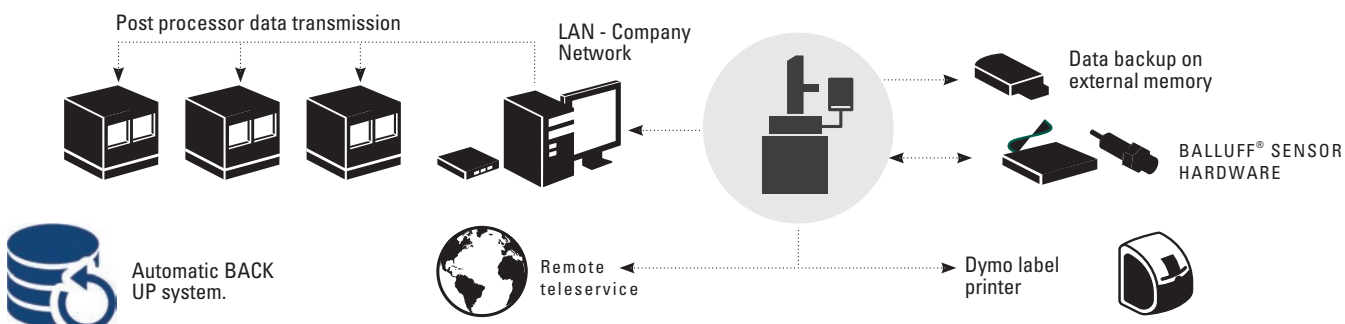 Post processor data transmission
LAN - Company
Network
Data backup on
external memory
BALLUFF® SENSOR
HARDWARE
Automatic BACK
UP system.
Remote
teleservice
Dymo label
printer